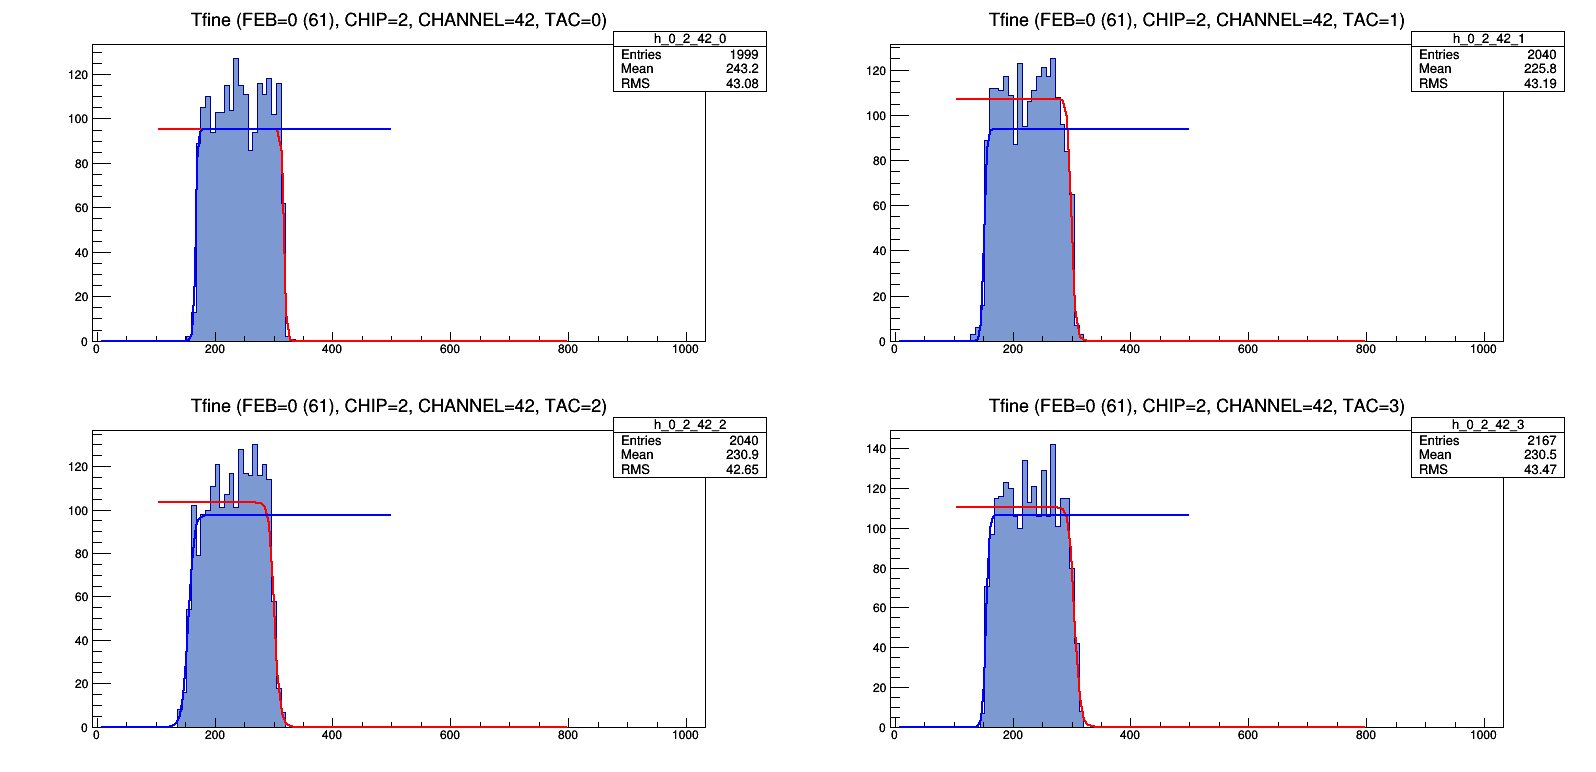 Tfine (FEB=0 (61), CHIP=2, CHANNEL=42, TAC=0)
h_0_2_42_0
Entries 1999
Mean 243.2
RMS 43.08
120
100
80
60
40
20
0
0 200 400 600 800 1000
Tfine (FEB=0 (61), CHIP=2, CHANNEL=42, TAC=1)
h_0_2_42_1
Entries 2040
Mean 225.8
RMS 43.19
120
100
80
60
40
20
0
0 200 400 600 800 1000
Tfine (FEB=0 (61), CHIP=2, CHANNEL=42, TAC=2)
h_0_2_42_2
Entries 2040
Mean 230.9
RMS 42.65
120
100
80
60
40
20
0
0 200 400 600 800 1000
Tfine (FEB=0 (61), CHIP=2, CHANNEL=42, TAC=3)
h_0_2_42_3
Entries 2167
Mean 230.5
RMS 43.47
140
120
100
80
60
40
20
0
0 200 400 600 800 1000